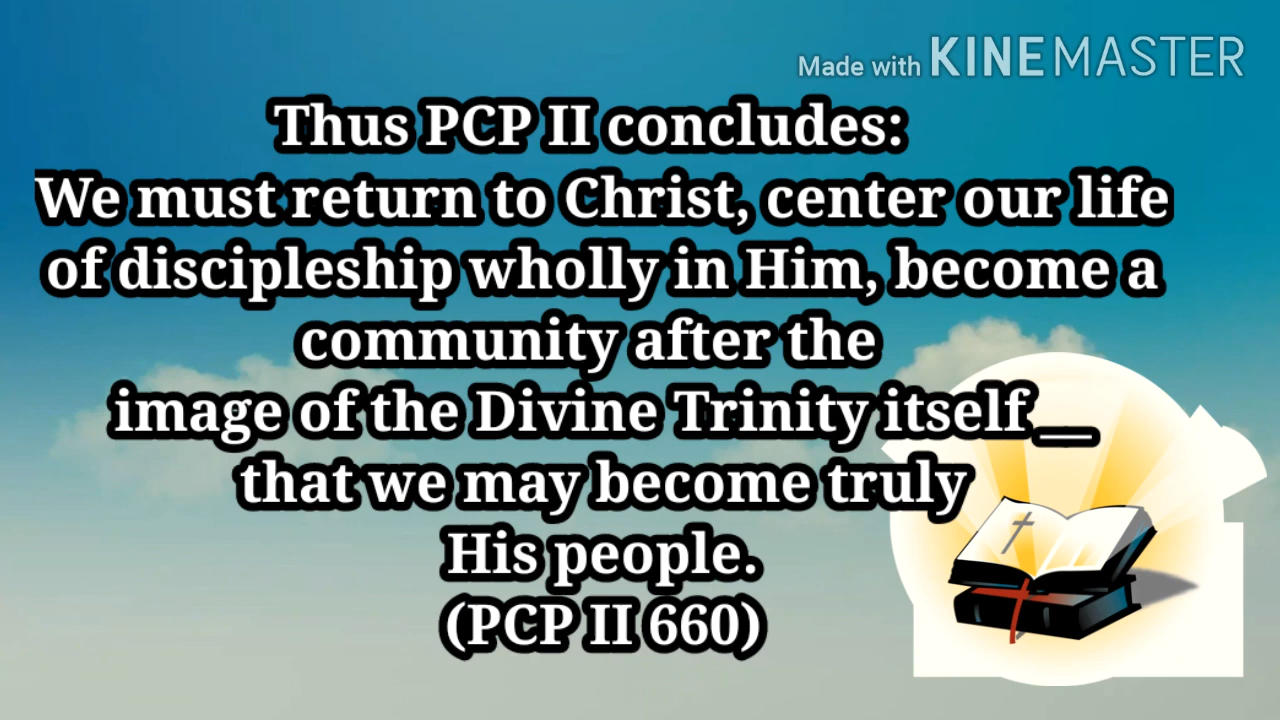 Made with KINEMASTER
Thus PCP II concludes:
We must return to Christ, center our life
of discipleship wholly in Him, become a
community after the
image of the Divine Trinity itself __
that we may become truly
His people.
(PCP II 660)